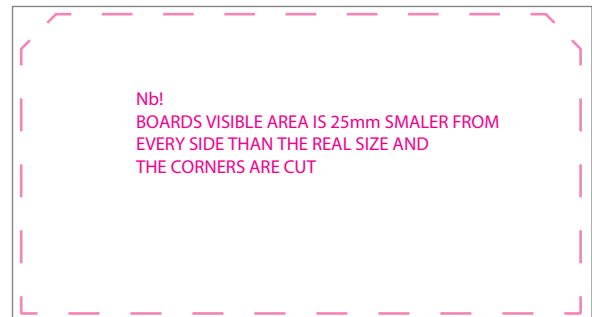 Nb!
BOARDS VISIBLE AREA IS 25mm SMALER FROM
EVERY SIDE THAN THE REAL SIZE AND
THE CORNERS ARE CUT